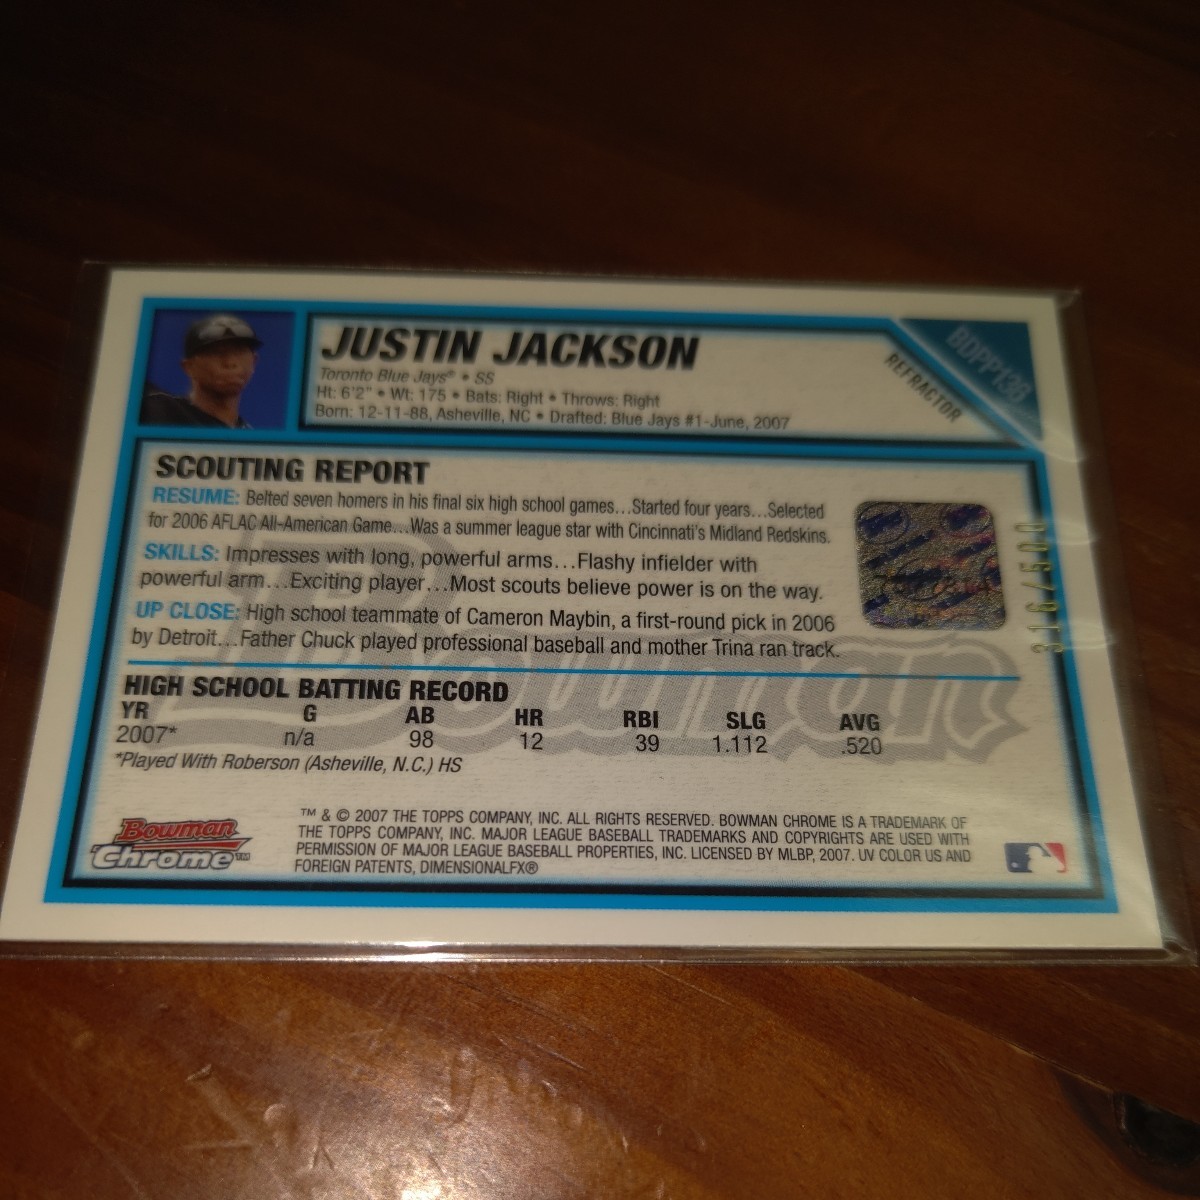 JUSTIN JACKSON
Toronto Blue Jays® • SS
Ht: 6'2" • Wt: 175 • Bats: Right • Throws: Right
Born: 12-11-88, Asheville, NC • Drafted: Blue Jays #1-June, 2007
REFRACTOR
SCOUTING REPORT
RESUME: Belted seven homers in his final six high school games...Started four years...Selected
for 2006 AFLAC All-American Game...Was a summer league star with Cincinnati's Midland Redskins.
SKILLS: Impresses with long, powerful arms...Flashy infielder with
powerful arm...Exciting player...Most scouts believe power is on the way.
UP CLOSE: High school teammate of Cameron Maybin, a first-round pick in 2006
by Detroit...Father Chuck played professional baseball and mother Trina ran track.
316/500
Bowman
HIGH SCHOOL BATTING RECORD
YR G AB HR RBI SLG AVG
2007* n/a 98 12 39 1.112 .520
*Played With Roberson (Asheville, N.C.) HS
Bowman
Chrome™
™ & © 2007 THE TOPPS COMPANY, INC. ALL RIGHTS RESERVED. BOWMAN CHROME IS A TRADEMARK OF
THE TOPPS COMPANY, INC. MAJOR LEAGUE BASEBALL TRADEMARKS AND COPYRIGHTS ARE USED WITH
PERMISSION OF MAJOR LEAGUE BASEBALL PROPERTIES, INC. LICENSED BY MLBP, 2007. UV COLOR US AND
FOREIGN PATENTS, DIMENSIONALFX®